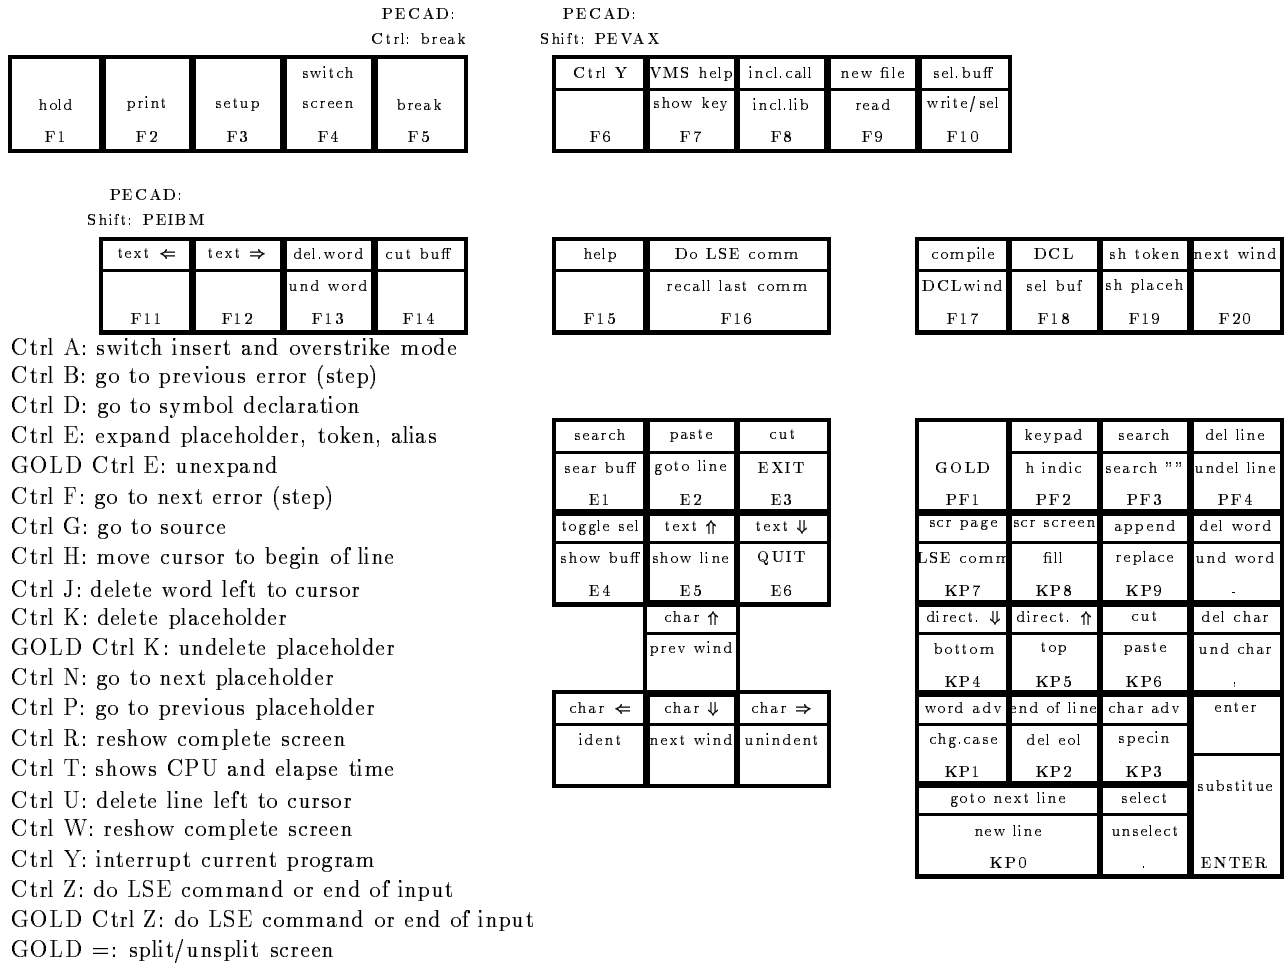 PECAD: PECAD:
Ctrl: break Shift: PEVAX
switch Ctrl Y VMS help incl.call new file sel.buff
hold print setup screen break show key incl.lib read write/sel
F1 F2 F3 F4 F5 F6 F7 F8 F9 F10
PECAD:
Shift: PEIBM
text ⇐ text ⇒ del.word cut buff help Do LSE comm compile DCL sh token next wind
und word recall last comm DCLwind sel buf sh placeh
F11 F12 F13 F14 F15 F16 F17 F18 F19 F20
Ctrl A: switch insert and overstrike mode
Ctrl B: go to previous error (step)
Ctrl D: go to symbol declaration
Ctrl E: expand placeholder, token, alias
GOLD Ctrl E: unexpand
Ctrl F: go to next error (step)
Ctrl G: go to source
Ctrl H: move cursor to begin of line
Ctrl J: delete word left to cursor
Ctrl K: delete placeholder
GOLD Ctrl K: undelete placeholder
Ctrl N: go to next placeholder
Ctrl P: go to previous placeholder
Ctrl R: reshow complete screen
Ctrl T: shows CPU and elapse time
Ctrl U: delete line left to cursor
Ctrl W: reshow complete screen
Ctrl Y: interrupt current program
Ctrl Z: do LSE command or end of input
GOLD Ctrl Z: do LSE command or end of input
GOLD =: split/unsplit screen
search paste cut
sear buff goto line EXIT
E1 E2 E3
toggle sel text ⇑ text ⇓
show buff show line QUIT
E4 E5 E6
char ⇑
prev wind
char ⇐ char ⇓ char ⇒
ident next wind unindent
keypad search del line
GOLD h indic search "" undel line
PF1 PF2 PF3 PF4
scr page scr screen append del word
LSE comm fill replace und word
KP7 KP8 KP9 -
direct. ⇓ direct. ⇑ cut del char
bottom top paste und char
KP4 KP5 KP6 ,
word adv end of line char adv enter
chg.case del eol specin
KP1 KP2 KP3
substitue
goto next line select
new line unselect
KP0 . ENTER